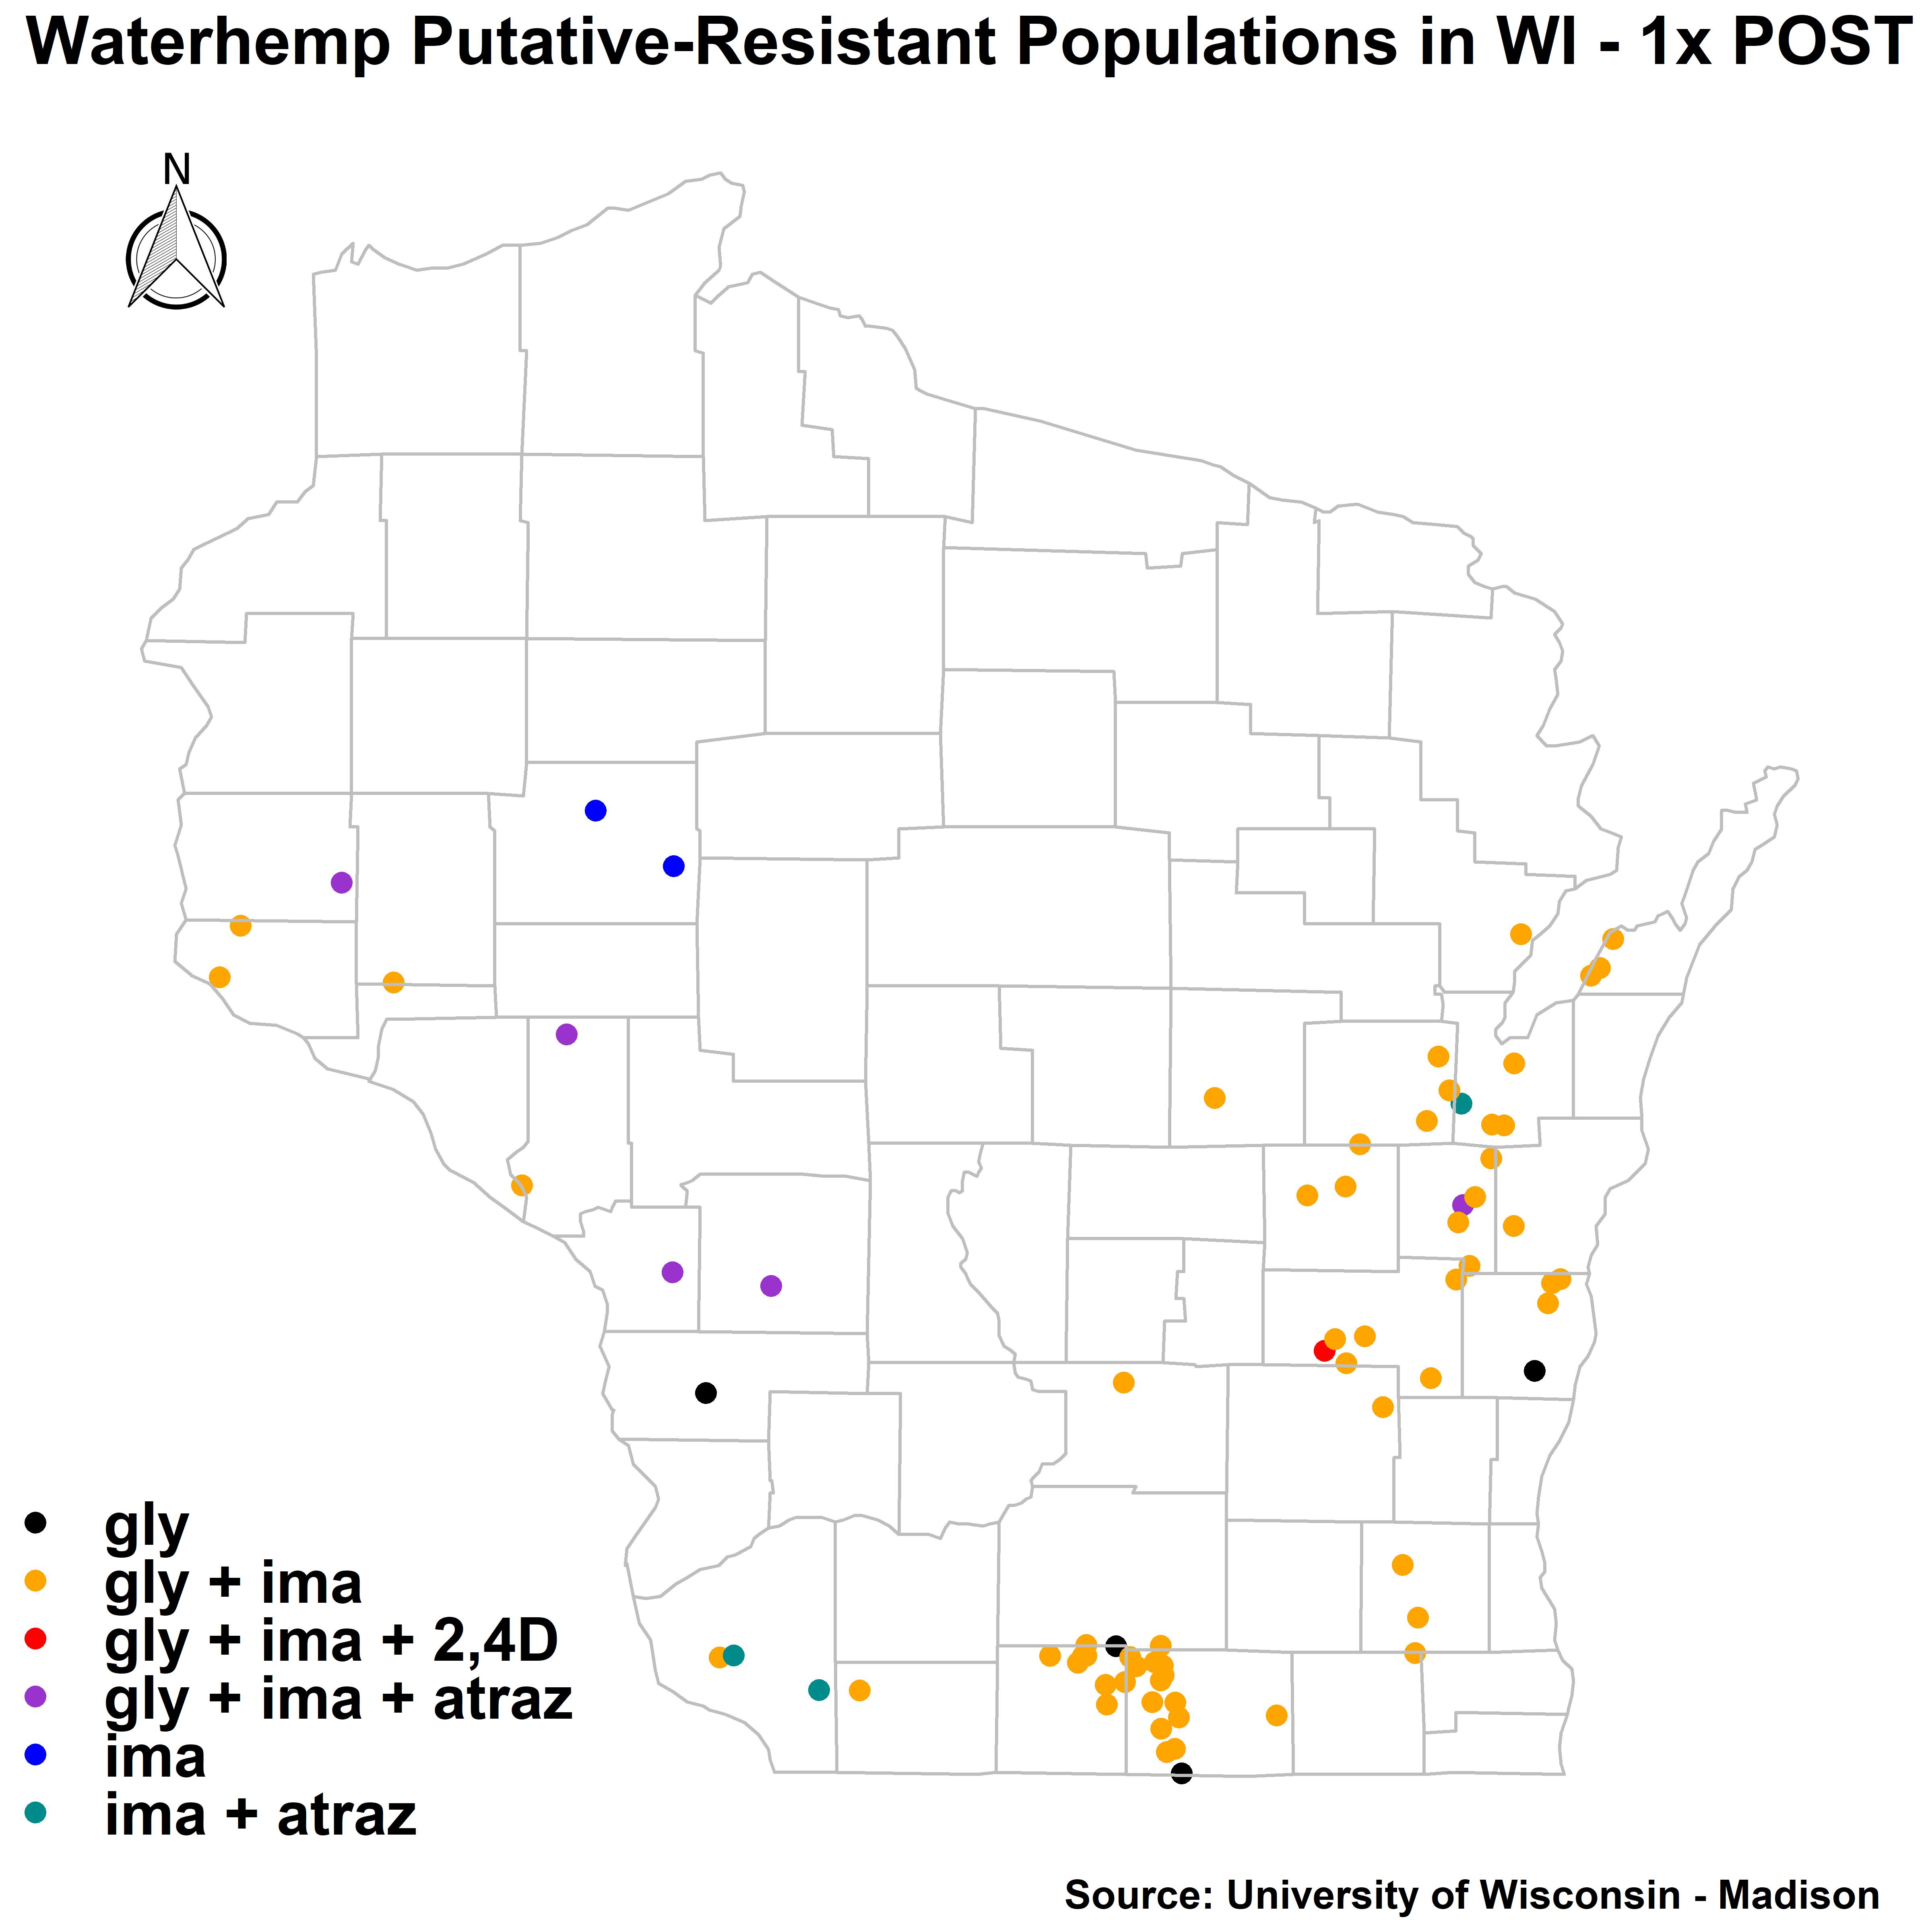 Waterhemp Putative-Resistant Populations in WI - 1x POST
N
gly
gly + ima
gly + ima + 2,4D
gly + ima + atraz
ima
ima + atraz
Source: University of Wisconsin - Madison